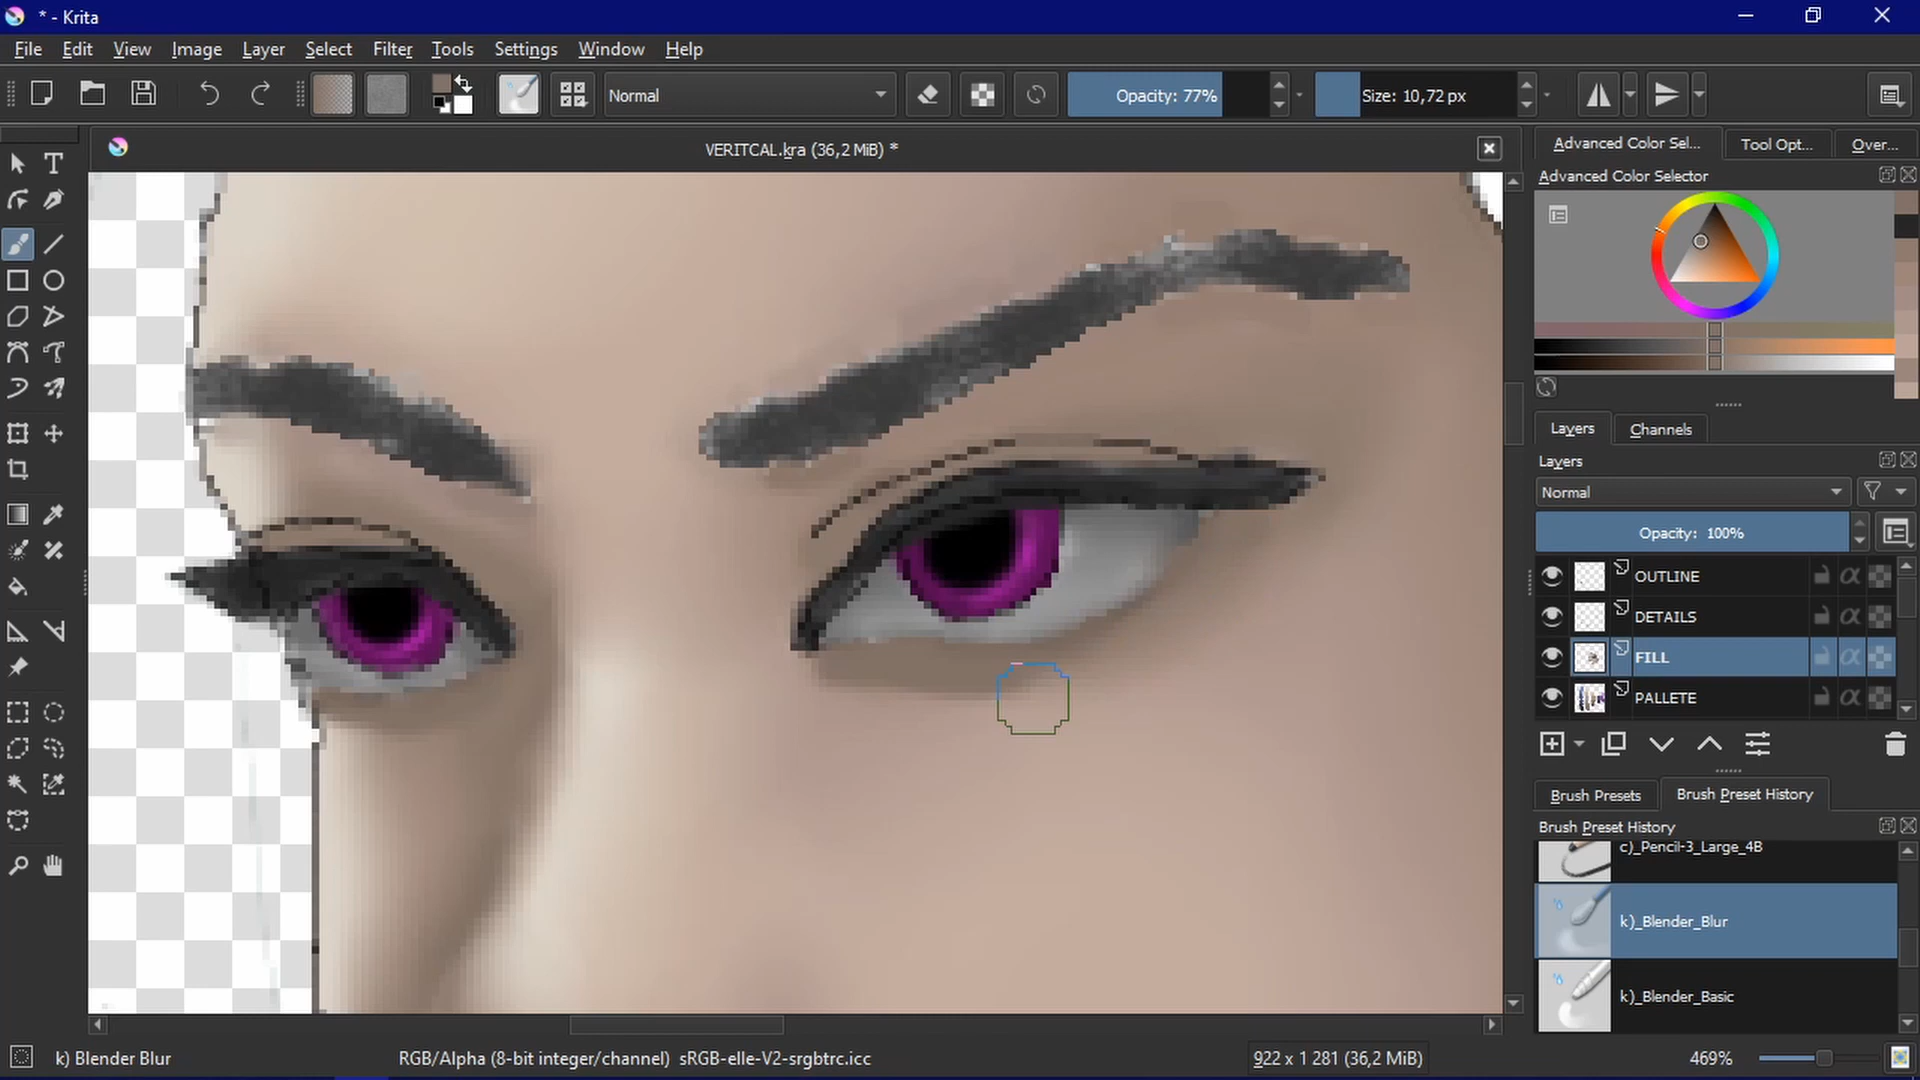 * - Krita
File Edit View Image Layer Select Filter Tools Settings Window Help
Normal
Opacity: 77%
Size: 10,72 px
VERITCAL.kra (36,2 MiB) *
Advanced Color Sel... Tool Opt... Over...
Advanced Color Selector
Layers Channels
Layers
Normal
Opacity: 100%
OUTLINE
DETAILS
FILL
PALLETE
Brush Presets Brush Preset History
Brush Preset History
c)_Pencil-3_Large_4B
k)_Blender_Blur
k)_Blender_Basic
k) Blender Blur
RGB/Alpha (8-bit integer/channel) sRGB-elle-V2-srgbtrc.icc
922 x 1 281 (36,2 MiB)
469%